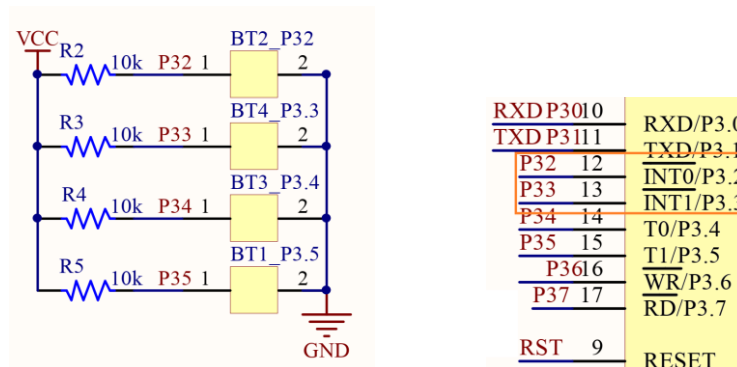 VCC
R2
10k P32 1
BT2_P32
2
R3
10k P33 1
BT4_P3.3
2
R4
10k P34 1
BT3_P3.4
2
R5
10k P35 1
BT1_P3.5
2
GND
RXD P30 10
RXD/P3.0
TXD P31 11
TXD/P3.1
P32 12
INT0/P3.2
P33 13
INT1/P3.3
P34 14
T0/P3.4
P35 15
T1/P3.5
P36 16
WR/P3.6
P37 17
RD/P3.7
RST 9
RESET